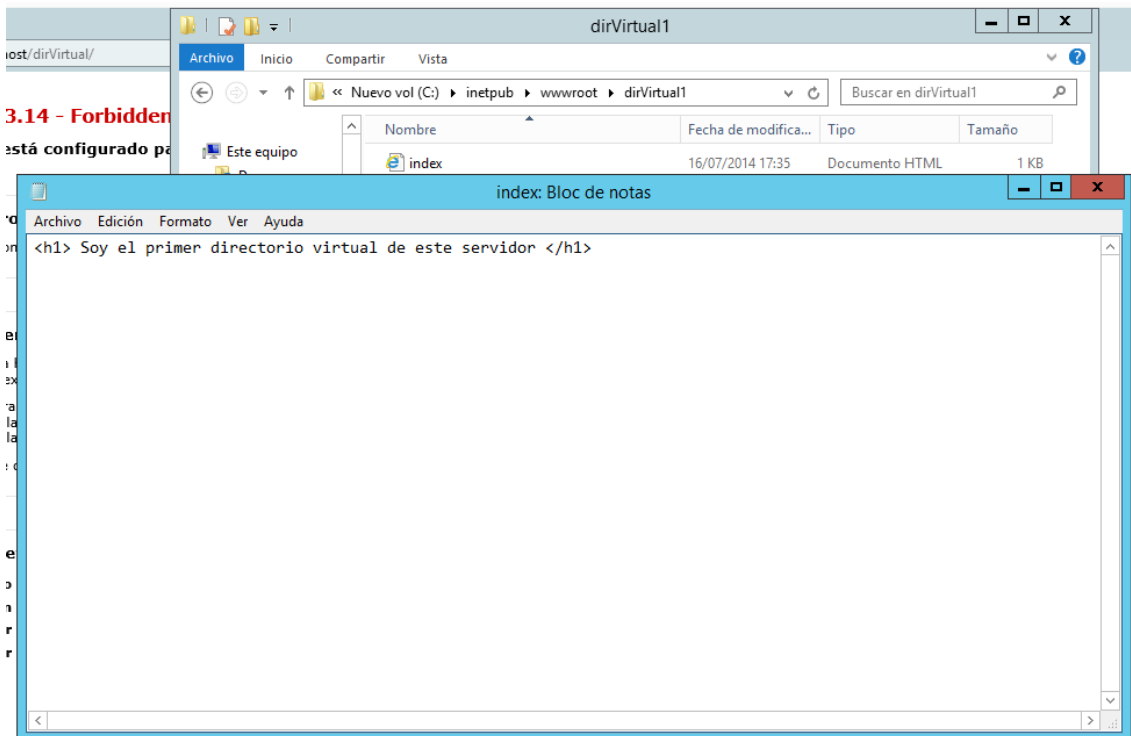 dirVirtual1
Archivo Inicio Compartir Vista
/dirVirtual/
« Nuevo vol (C:) ▸ inetpub ▸ wwwroot ▸ dirVirtual1
Buscar en dirVirtual1
3.14 - Forbidden
está configurado
Este equipo
Nombre Fecha de modifica... Tipo Tamaño
index 16/07/2014 17:35 Documento HTML 1 KB
index: Bloc de notas
Archivo Edición Formato Ver Ayuda
<h1> Soy el primer directorio virtual de este servidor </h1>